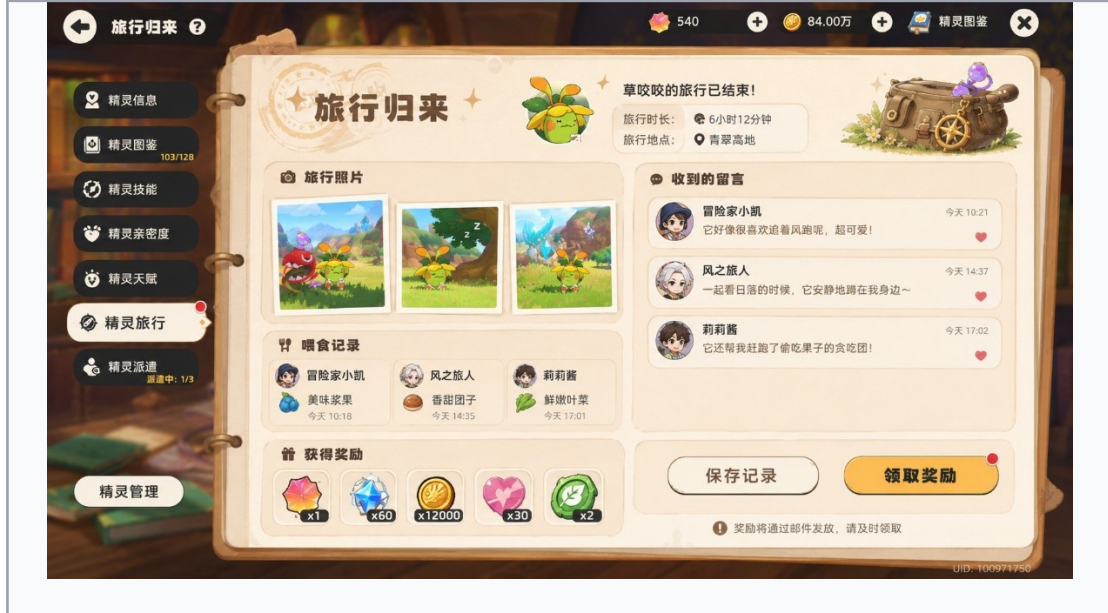 旅行归来 ?
540
84.00万
精灵图鉴
精灵信息
精灵图鉴
103/128
精灵技能
精灵亲密度
精灵天赋
精灵旅行
精灵派遣
派遣中: 1/3
精灵管理
旅行归来
草咬咬的旅行已结束!
旅行时长: 6小时12分钟
旅行地点: 青翠高地
旅行照片
z z
喂食记录
冒险家小凯
美味浆果
今天 10:18
风之旅人
香甜团子
今天 14:35
莉莉酱
鲜嫩叶菜
今天 17:01
获得奖励
x1
x60
x12000
x30
x2
收到的留言
冒险家小凯 今天 10:21
它好像很喜欢追着风跑呢，超可爱!
风之旅人 今天 14:37
一起看日落的时候，它安静地蹲在我身边~
莉莉酱 今天 17:02
它还帮我赶跑了偷吃果子的贪吃团!
保存记录
领取奖励
奖励将通过邮件发放，请及时领取
UID: 100971750